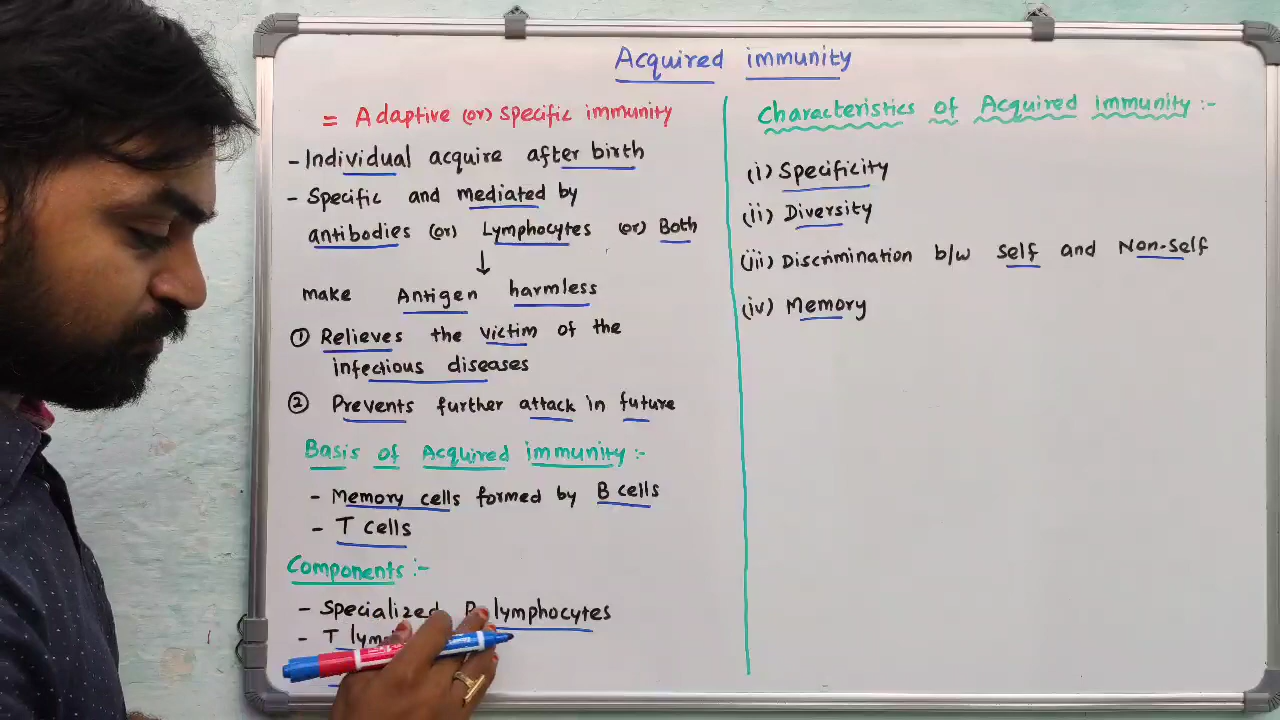 Acquired immunity
= Adaptive (or) specific immunity
- Individual acquire after birth
- Specific and mediated by
antibodies (or) Lymphocytes (or) Both
↓
make Antigen harmless
① Relieves the victim of the
infectious diseases
② Prevents further attack in future
Basis of Acquired immunity :-
- Memory cells formed by B cells
- T cells
Components :-
- Specialized lymphocytes
- T
Characteristics of Acquired immunity :-
(i) Specificity
(ii) Diversity
(iii) Discrimination b/w self and Non-self
(iv) Memory